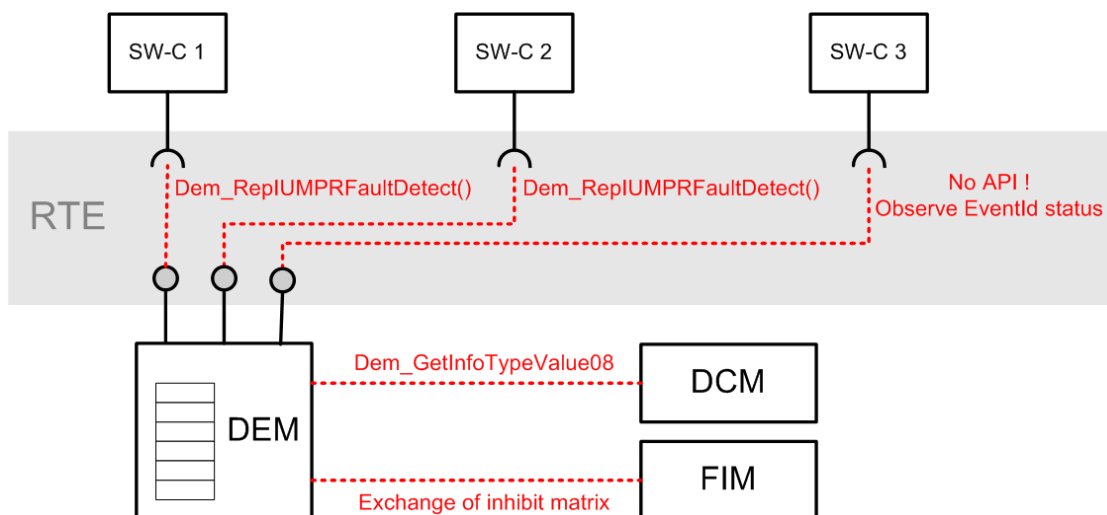 SW-C 1
SW-C 2
SW-C 3
Dem_RepIUMPRFaultDetect()
Dem_RepIUMPRFaultDetect()
No API !
Observe EventId status
RTE
Dem_GetInfoTypeValue08
DCM
DEM
FIM
Exchange of inhibit matrix